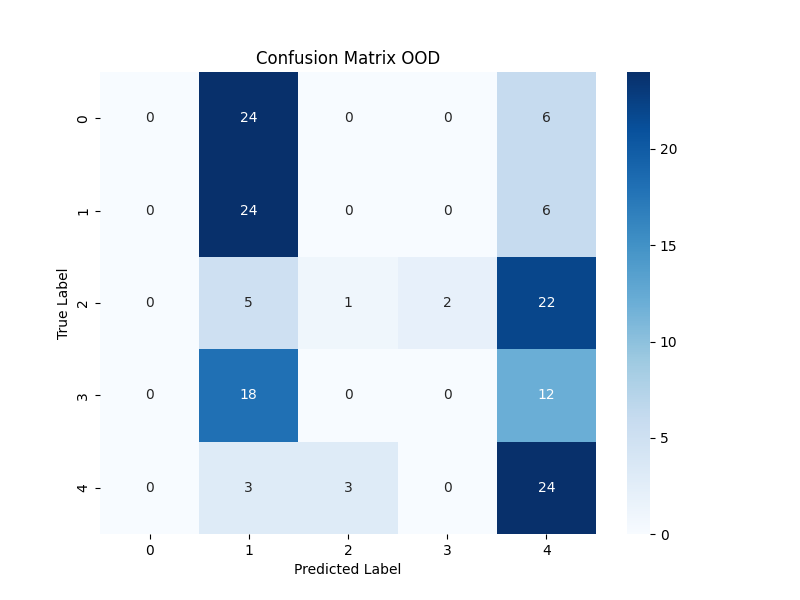 Confusion Matrix OOD
True Label
0 0 24 0 0 6
1 0 24 0 0 6
2 0 5 1 2 22
3 0 18 0 0 12
4 0 3 3 0 24
0 1 2 3 4
Predicted Label
20
15
10
5
0